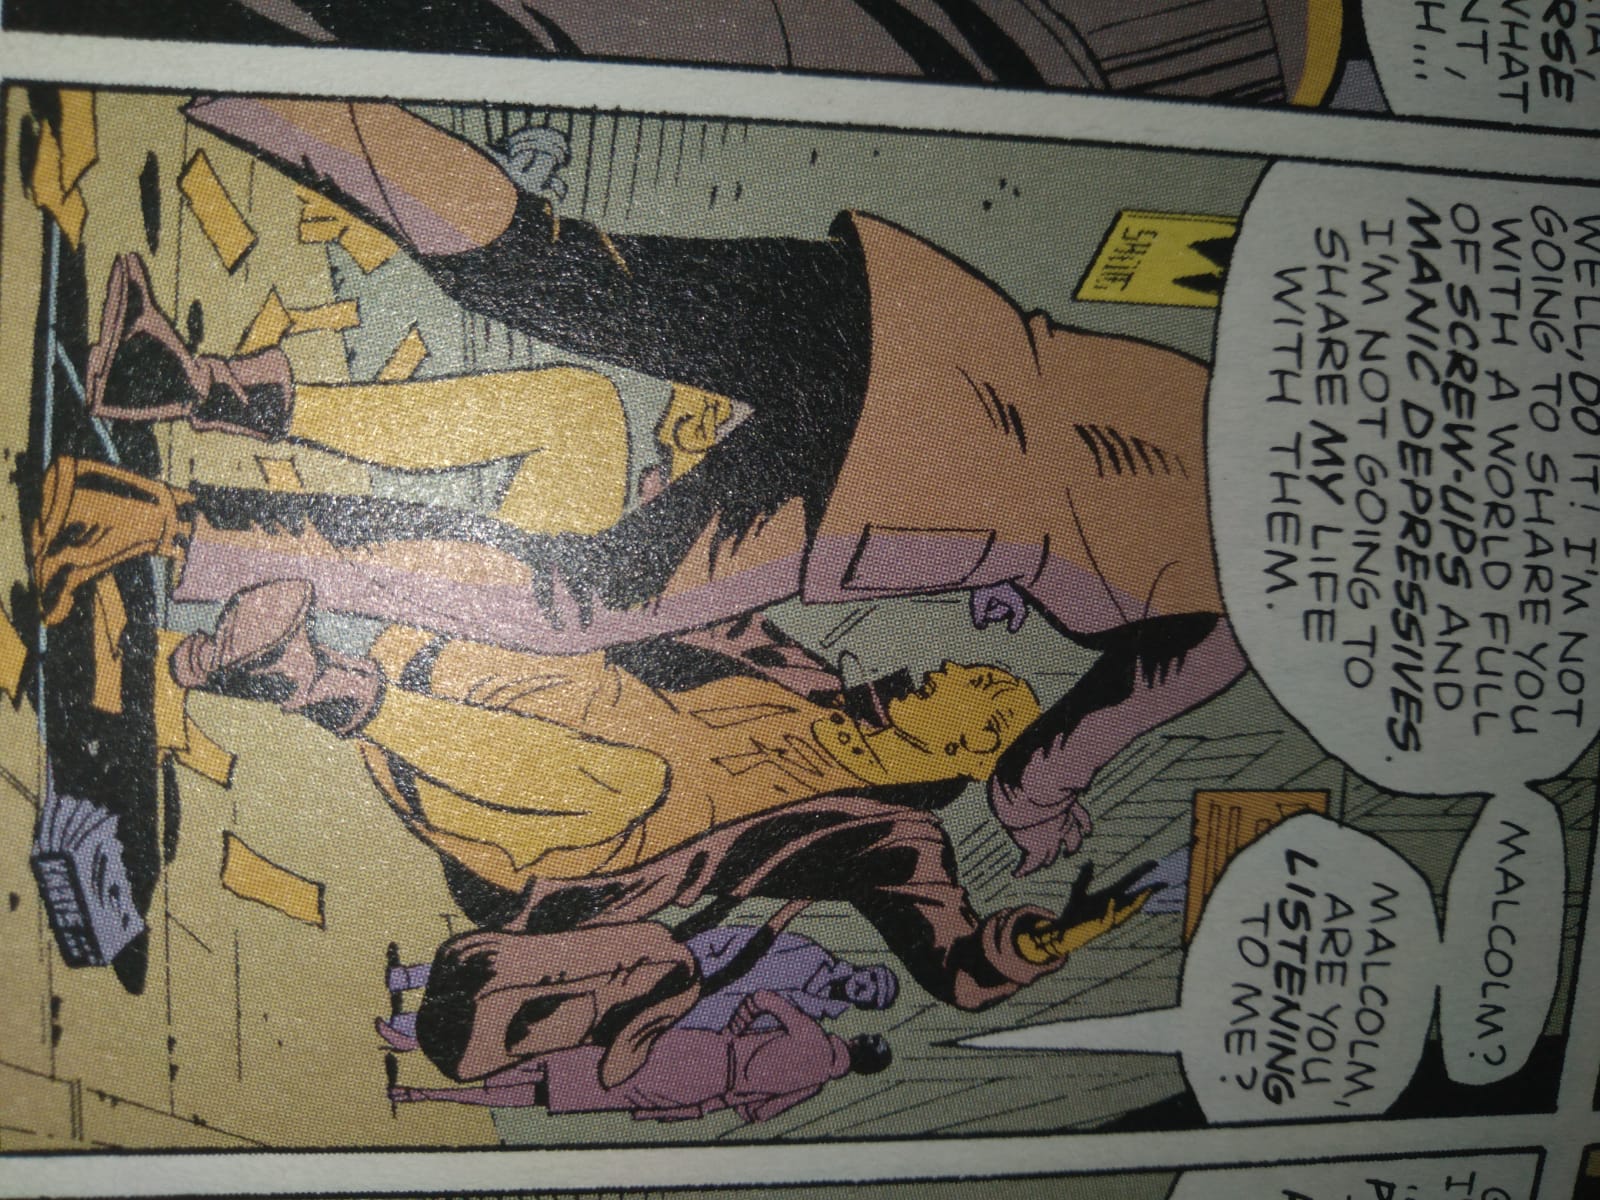 RSE
WHAT
NT,
H...
WELL, DO IT! I'M NOT
GOING TO SHARE YOU
WITH A WORLD FULL
OF SCREW-UPS AND
MANIC DEPRESSIVES.
I'M NOT GOING TO
SHARE MY LIFE
WITH THEM.
MALCOLM?
MALCOLM,
ARE YOU
LISTENING
TO ME?